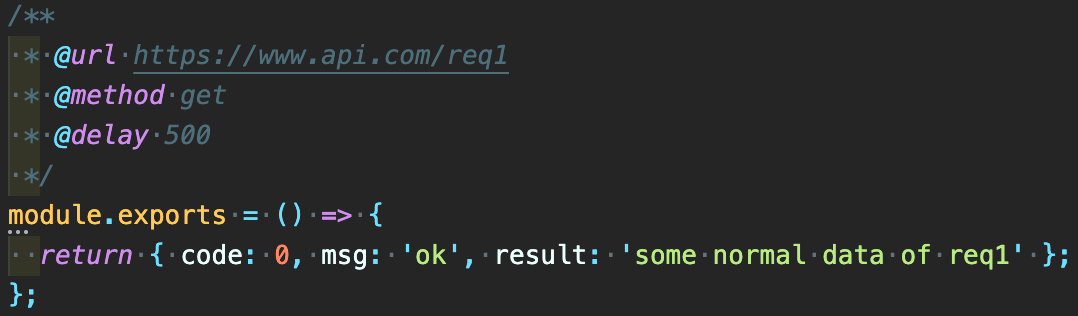 /**
 * @url https://www.api.com/req1
 * @method get
 * @delay 500
 */
module.exports = () => {
  return { code: 0, msg: 'ok', result: 'some normal data of req1' };
};